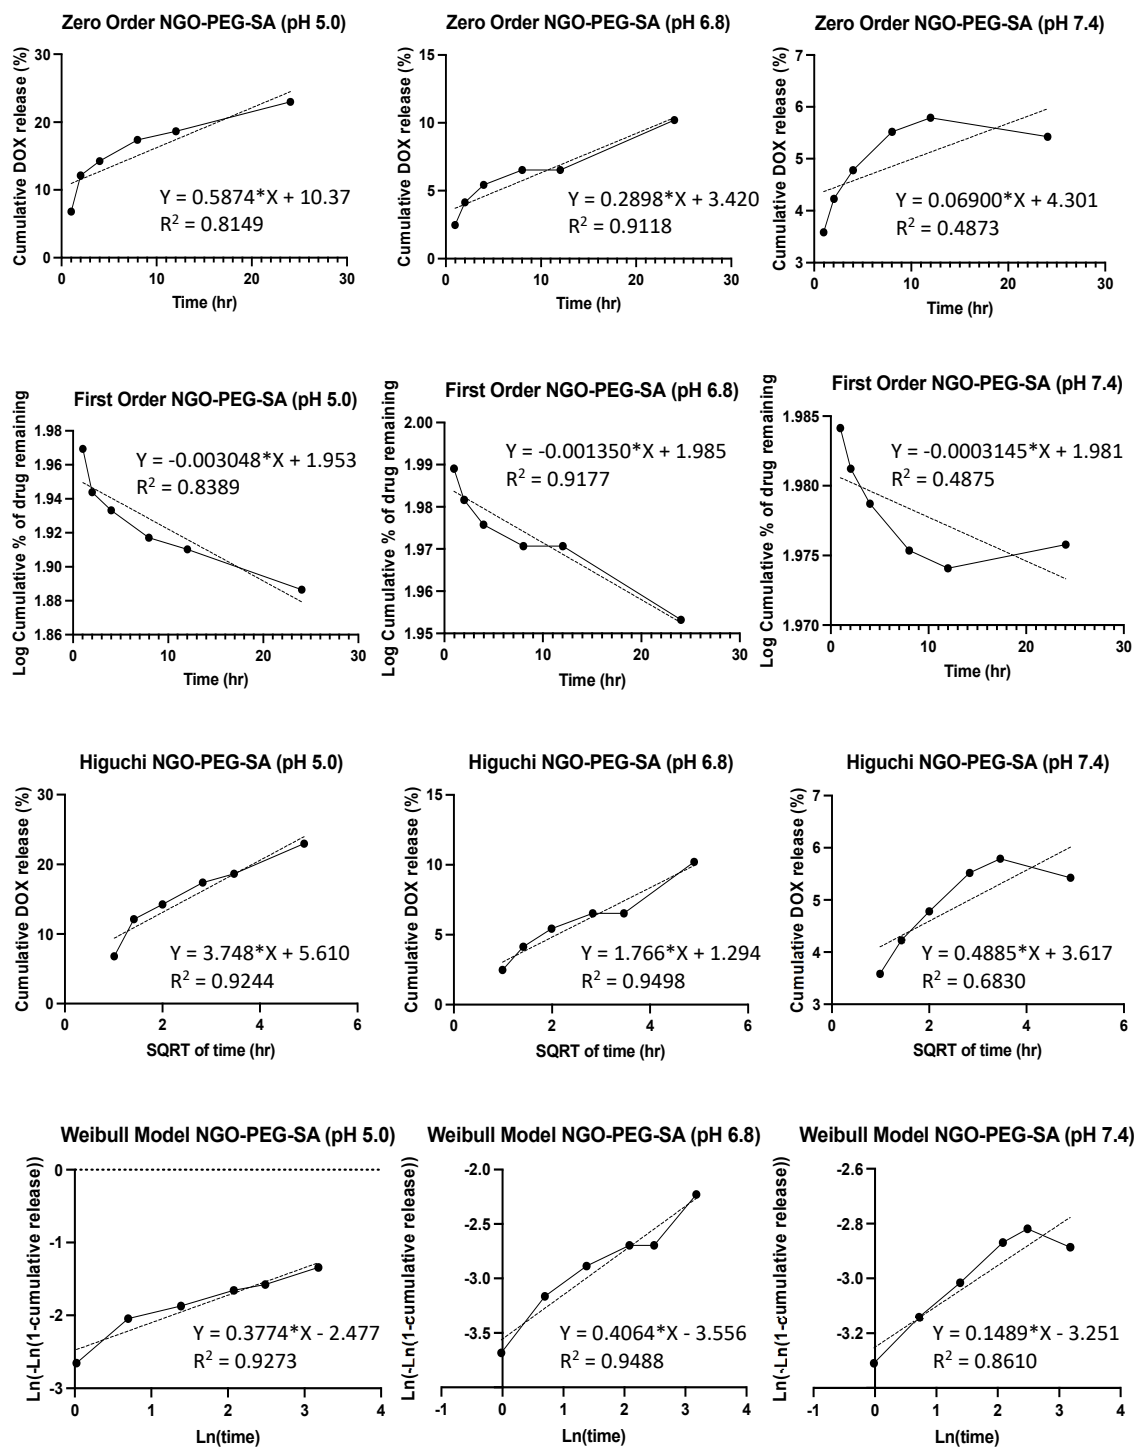 Zero Order NGO-PEG-SA (pH 5.0)
Cumulative DOX release (%)
30
20
10
0
0 10 20 30
Time (hr)
Y = 0.5874*X + 10.37
R² = 0.8149
Zero Order NGO-PEG-SA (pH 6.8)
Cumulative DOX release (%)
15
10
5
0
0 10 20 30
Time (hr)
Y = 0.2898*X + 3.420
R² = 0.9118
Zero Order NGO-PEG-SA (pH 7.4)
Cumulative DOX release (%)
7
6
5
4
3
0 10 20 30
Time (hr)
Y = 0.06900*X + 4.301
R² = 0.4873
First Order NGO-PEG-SA (pH 5.0)
Log Cumulative % of drug remaining
1.98
1.96
1.94
1.92
1.90
1.88
1.86
0 10 20 30
Time (hr)
Y = -0.003048*X + 1.953
R² = 0.8389
First Order NGO-PEG-SA (pH 6.8)
Log Cumulative % of drug remaining
2.00
1.99
1.98
1.97
1.96
1.95
0 10 20 30
Time (hr)
Y = -0.001350*X + 1.985
R² = 0.9177
First Order NGO-PEG-SA (pH 7.4)
Log Cumulative % of drug remaining
1.985
1.980
1.975
1.970
0 10 20 30
Time (hr)
Y = -0.0003145*X + 1.981
R² = 0.4875
Higuchi NGO-PEG-SA (pH 5.0)
Cumulative DOX release (%)
30
20
10
0
0 2 4 6
SQRT of time (hr)
Y = 3.748*X + 5.610
R² = 0.9244
Higuchi NGO-PEG-SA (pH 6.8)
Cumulative DOX release (%)
15
10
5
0
0 2 4 6
SQRT of time (hr)
Y = 1.766*X + 1.294
R² = 0.9498
Higuchi NGO-PEG-SA (pH 7.4)
Cumulative DOX release (%)
7
6
5
4
3
0 2 4 6
SQRT of time (hr)
Y = 0.4885*X + 3.617
R² = 0.6830
Weibull Model NGO-PEG-SA (pH 5.0)
Ln(-Ln(1-cumulative release))
0
-1
-2
-3
0 1 2 3 4
Ln(time)
Y = 0.3774*X - 2.477
R² = 0.9273
Weibull Model NGO-PEG-SA (pH 6.8)
Ln(-Ln(1-cumulative release))
-2.0
-2.5
-3.0
-3.5
-1 0 1 2 3 4
Ln(time)
Y = 0.4064*X - 3.556
R² = 0.9488
Weibull Model NGO-PEG-SA (pH 7.4)
Ln(-Ln(1-cumulative release))
-2.6
-2.8
-3.0
-3.2
-1 0 1 2 3 4
Ln(time)
Y = 0.1489*X - 3.251
R² = 0.8610